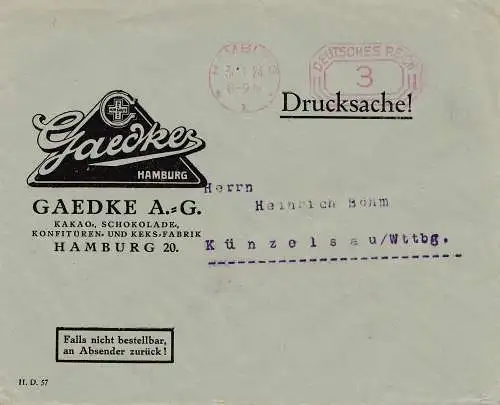 DEUTSCHES REICH
3
Drucksache!
Gaedke
HAMBURG
GAEDKE A.=G.
KAKAO=, SCHOKOLADE=,
KONFITÜREN= UND KEKS=FABRIK
HAMBURG 20.
Herrn
Heinrich Böhm
Künzelsau/Wttbg.
Falls nicht bestellbar,
an Absender zurück!
H. D. 57